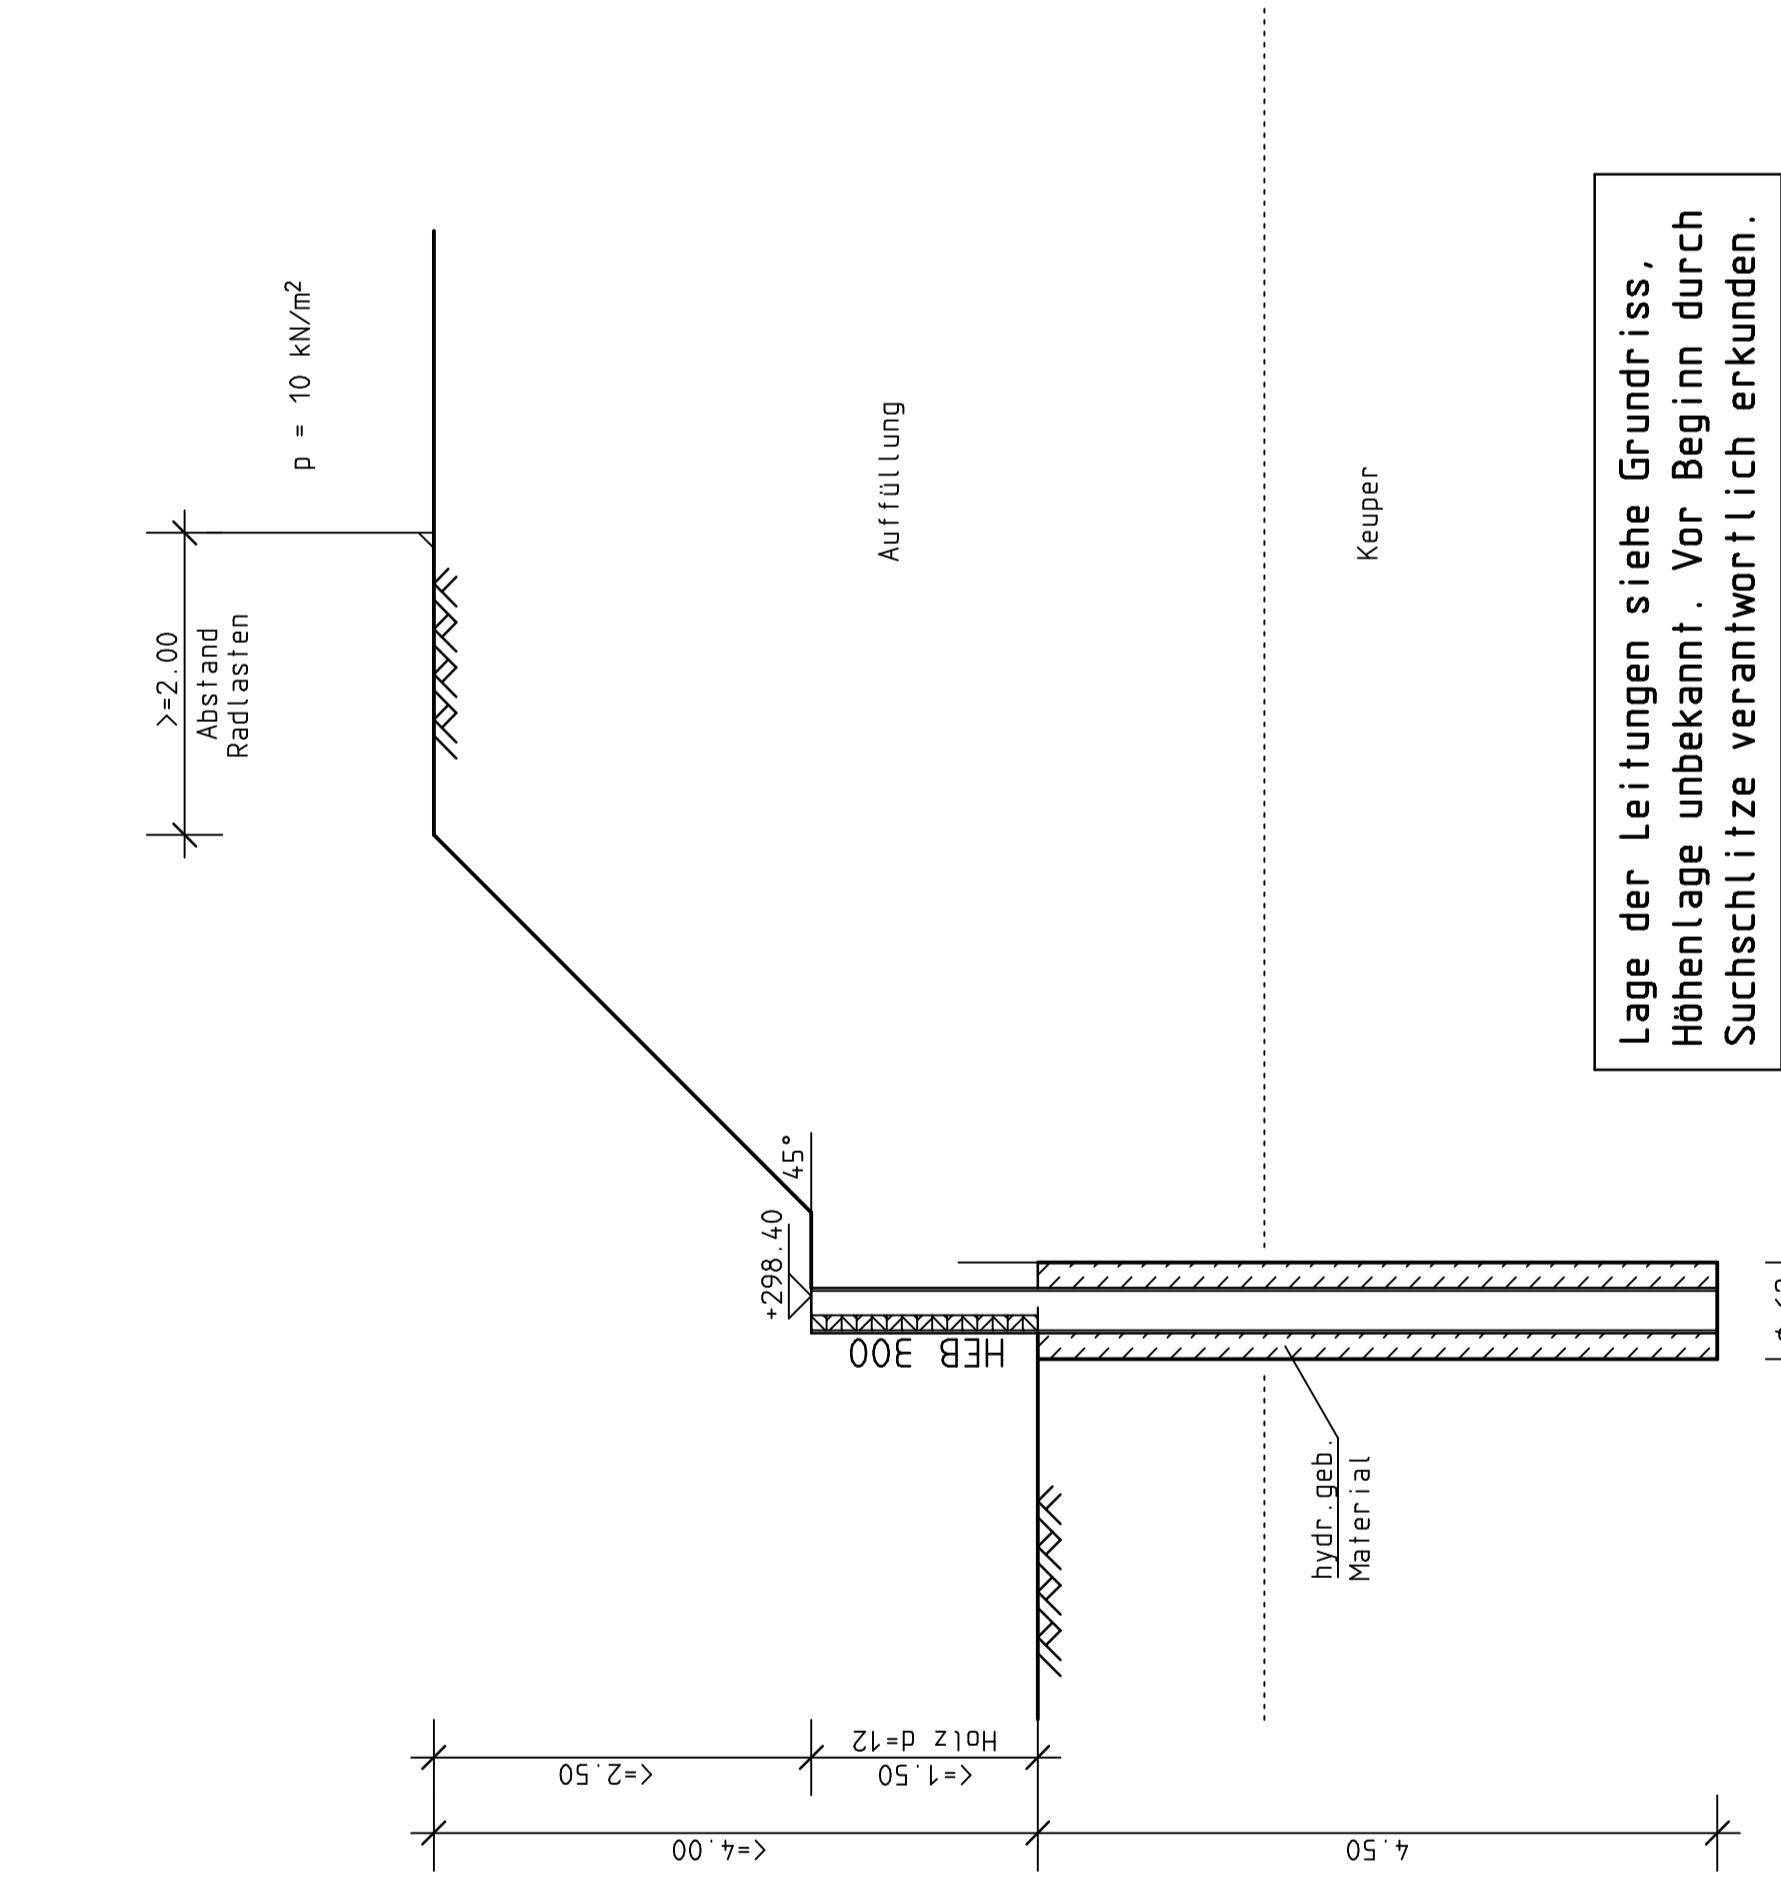 >=2.00
Abstand
Radlasten
p = 10 kN/m²
Auffüllung
Keuper
+298.40
45°
HEB 300
hydr.geb.
Material
Holz d=12
<=2.50
<=1.50
<=4.00
4.50
Lage der Leitungen siehe Grundriss,
Höhenlage unbekannt. Vor Beginn durch
Suchschlitze verantwortlich erkunden.